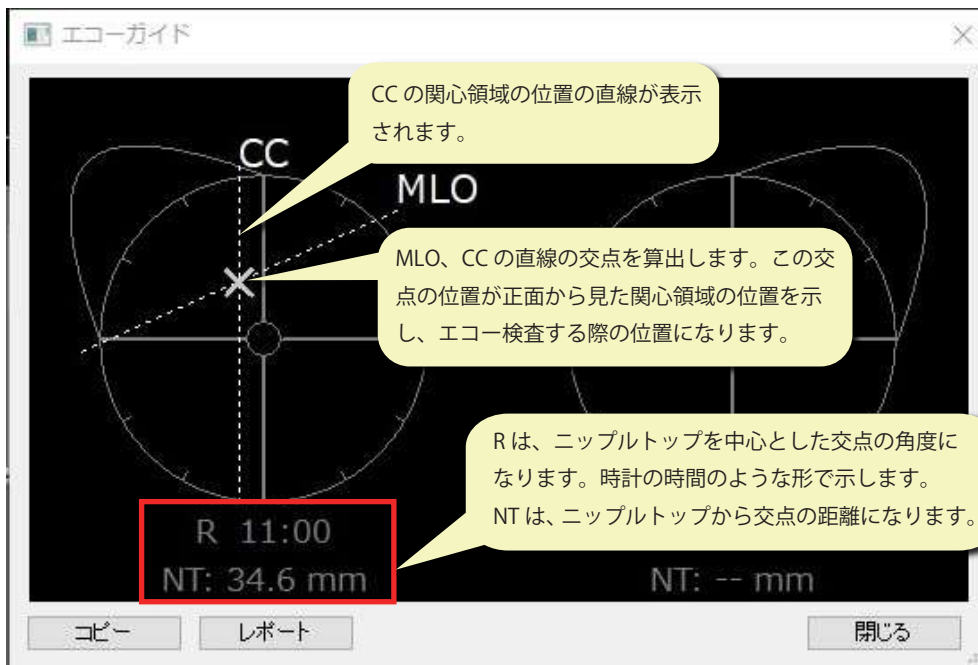 エコーガイド
CC の関心領域の位置の直線が表示
されます。
CC
MLO
MLO、CC の直線の交点を算出します。この交
点の位置が正面から見た関心領域の位置を示
し、エコー検査する際の位置になります。
R は、ニップルトップを中心とした交点の角度に
なります。時計の時間のような形で示します。
NT は、ニップルトップから交点の距離になります。
R 11:00
NT: 34.6 mm
NT: -- mm
コピー
レポート
閉じる